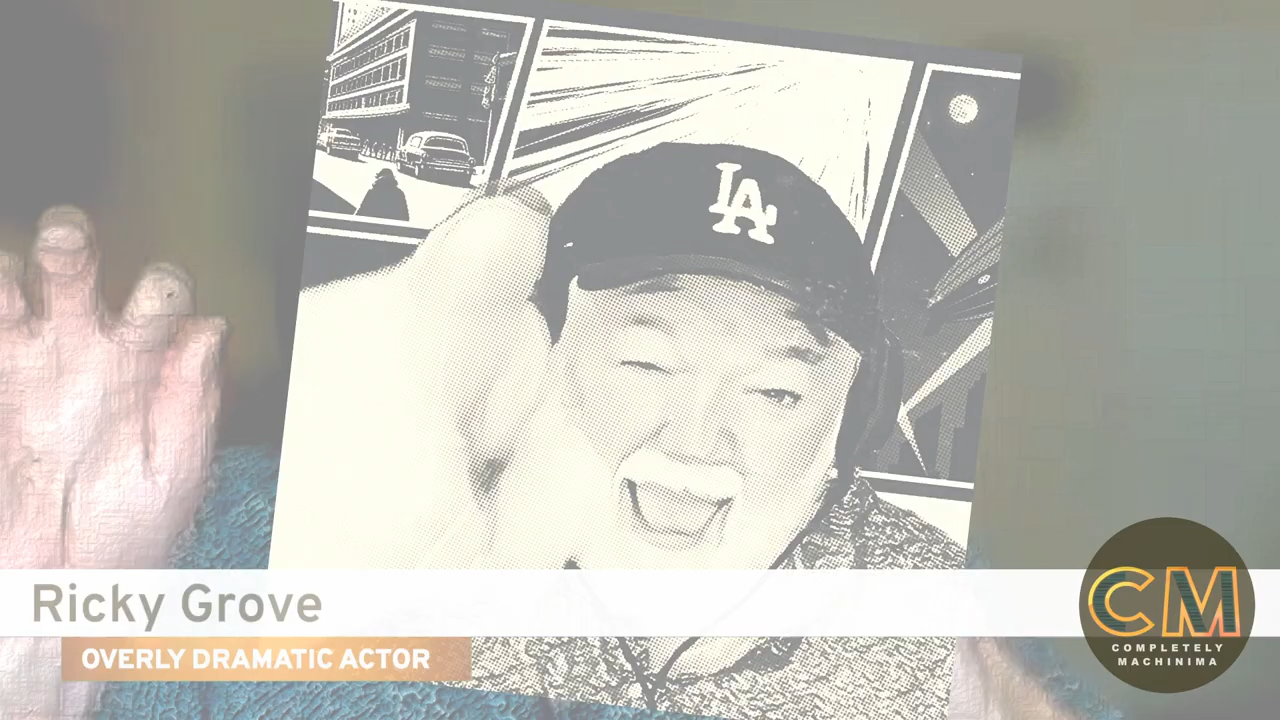 LA
Ricky Grove
OVERLY DRAMATIC ACTOR
CM
COMPLETELY
MACHINIMA